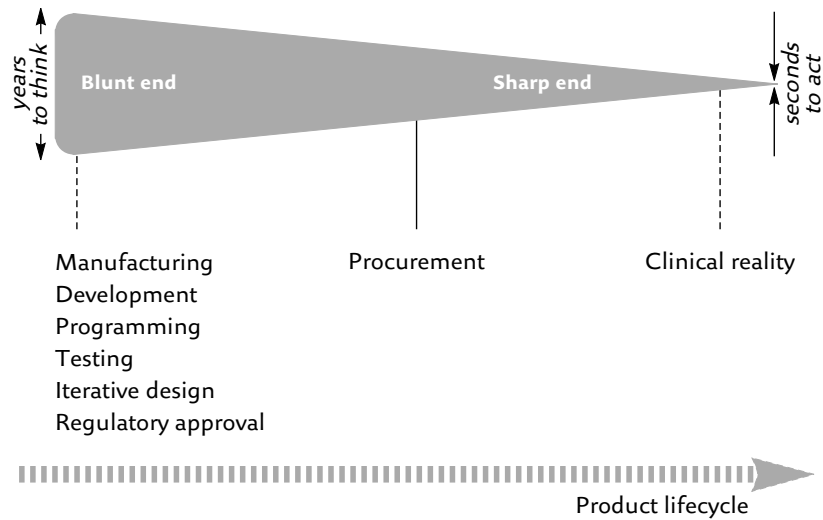 years
to think
Blunt end
Sharp end
seconds
to act
Manufacturing
Development
Programming
Testing
Iterative design
Regulatory approval
Procurement
Clinical reality
Product lifecycle